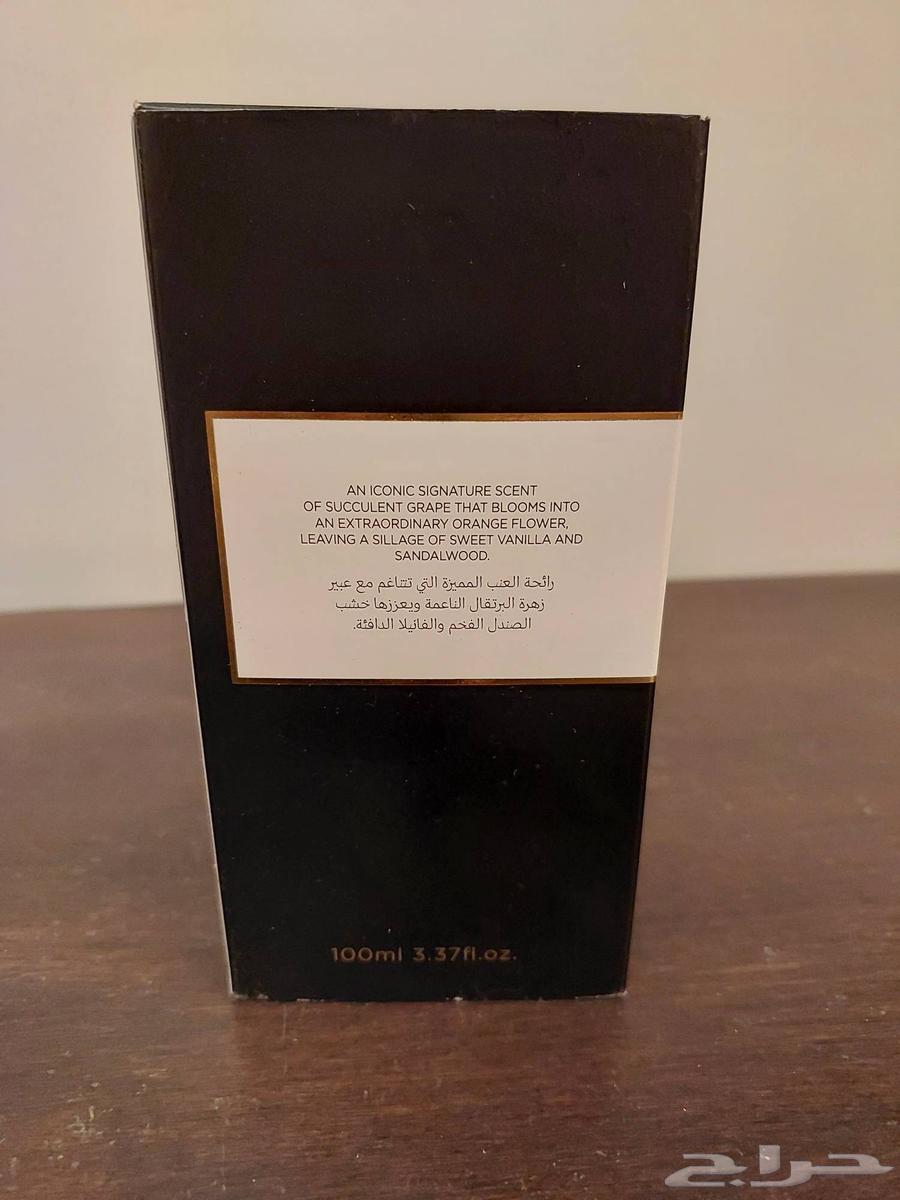 AN ICONIC SIGNATURE SCENT
OF SUCCULENT GRAPE THAT BLOOMS INTO
AN EXTRAORDINARY ORANGE FLOWER,
LEAVING A SILLAGE OF SWEET VANILLA AND
SANDALWOOD.
رائحة العنب المميزة التي تتناغم مع عبير
زهرة البرتقال الناعمة ويعززها خشب
الصندل الفخم والفانيلا الدافئة.
100ml 3.37fl.oz.
حراج